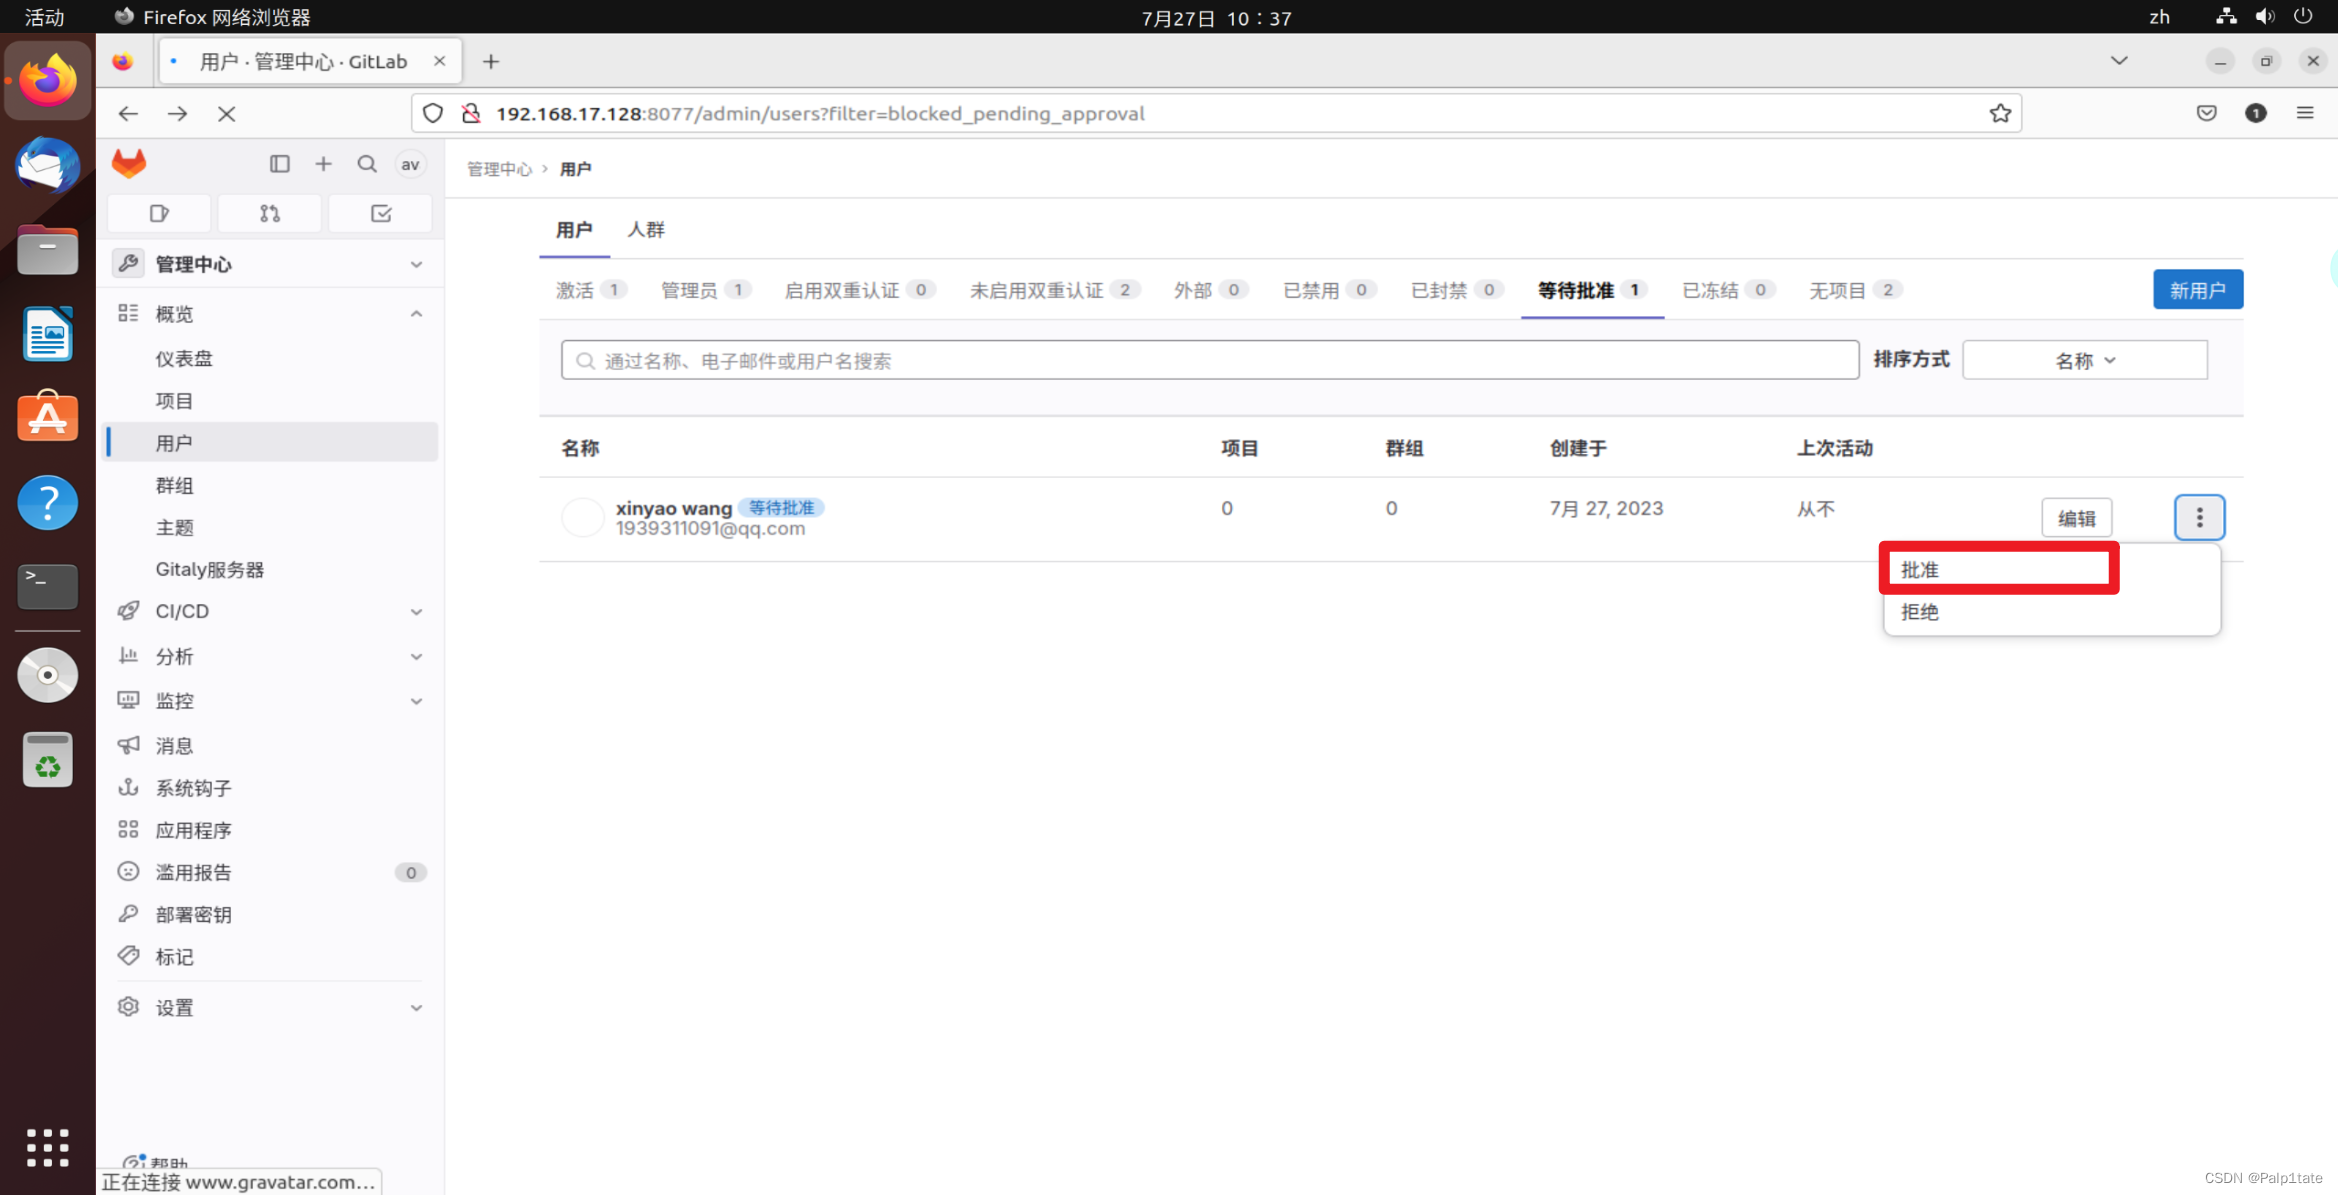 活动
Firefox 网络浏览器
7月27日 10：37
zh
用户 · 管理中心 · GitLab
192.168.17.128:8077/admin/users?filter=blocked_pending_approval
1
av
管理中心 › 用户
管理中心
概览
仪表盘
项目
用户
群组
主题
Gitaly服务器
CI/CD
分析
监控
消息
系统钩子
应用程序
滥用报告 0
部署密钥
标记
设置
帮助
正在连接 www.gravatar.com…
用户 人群
激活 1 管理员 1 启用双重认证 0 未启用双重认证 2 外部 0 已禁用 0 已封禁 0 等待批准 1 已冻结 0 无项目 2
新用户
通过名称、电子邮件或用户名搜索
排序方式 名称
名称 项目 群组 创建于 上次活动
xinyao wang 等待批准 0 0 7月 27, 2023 从不 编辑
1939311091@qq.com
批准
拒绝
CSDN @Palp1tate